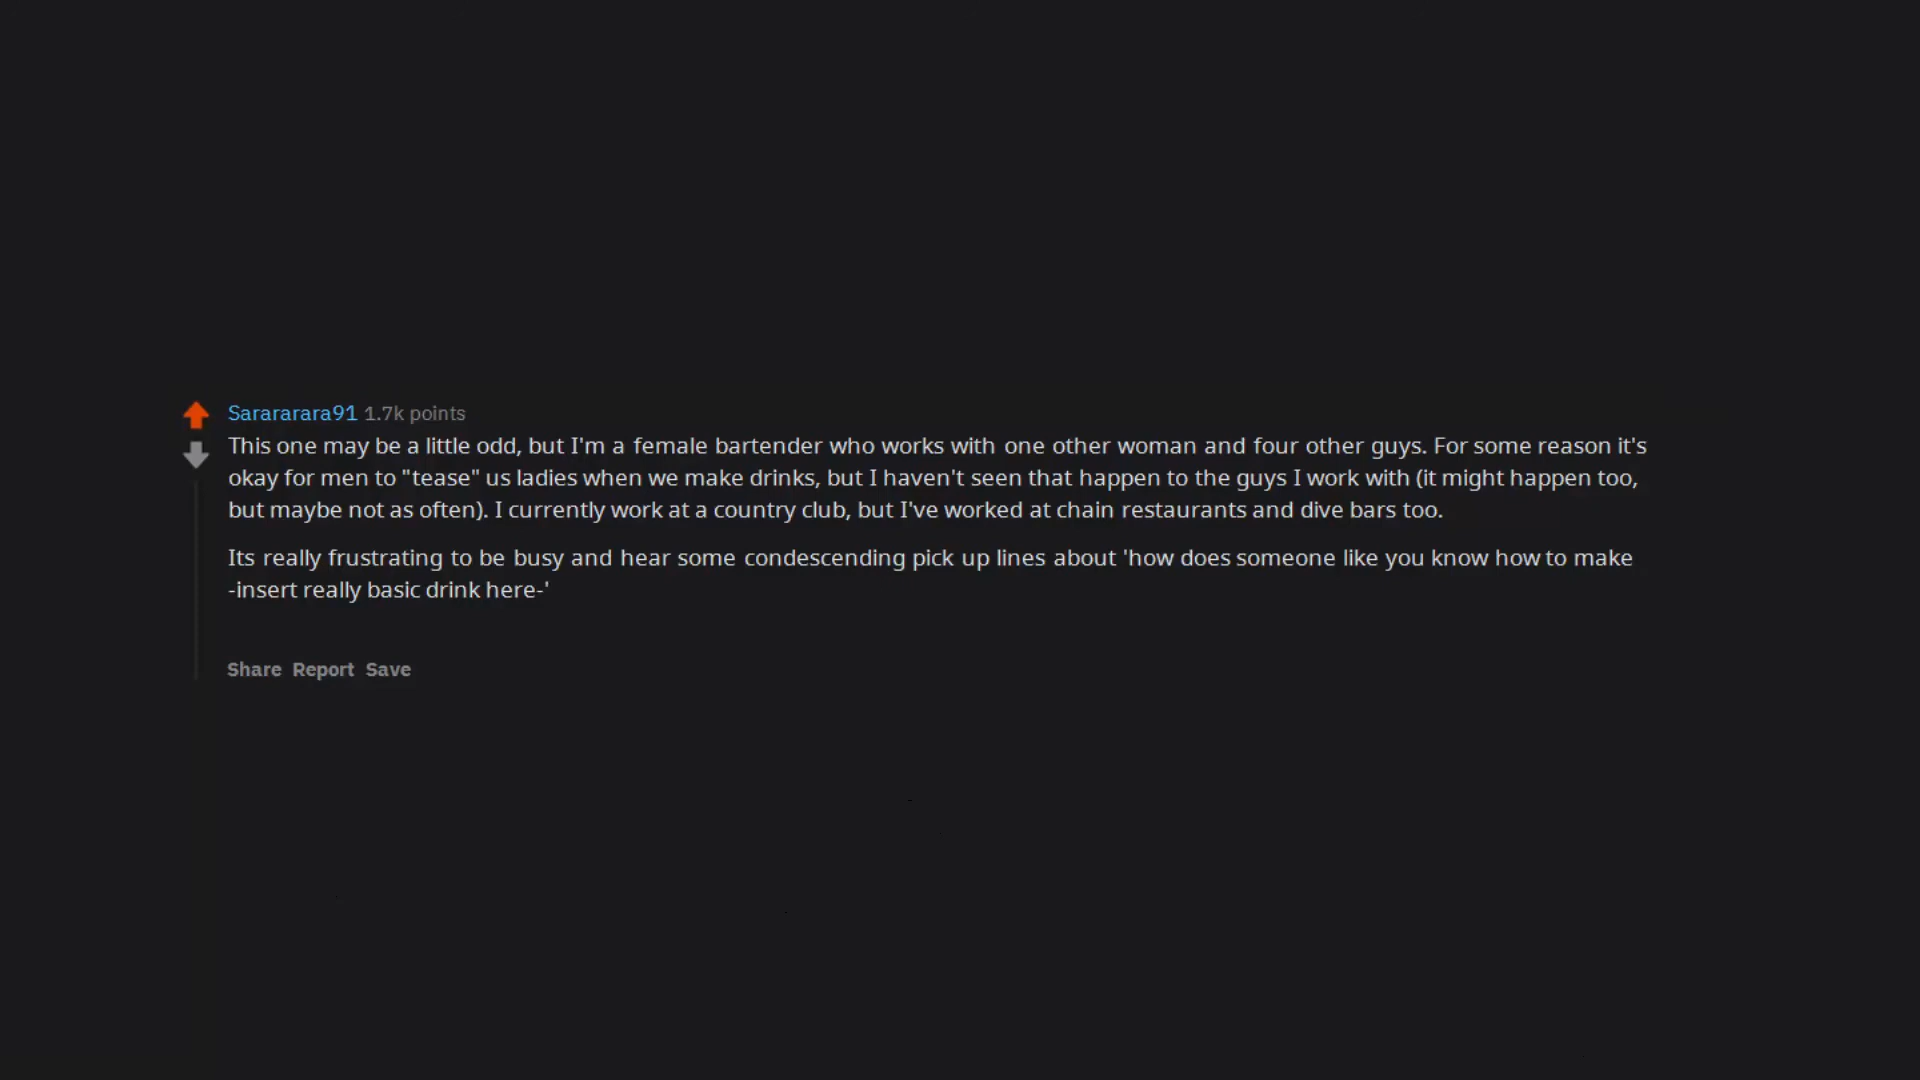 Sarararara91 1.7k points
This one may be a little odd, but I'm a female bartender who works with one other woman and four other guys. For some reason it's
okay for men to "tease" us ladies when we make drinks, but I haven't seen that happen to the guys I work with (it might happen too,
but maybe not as often). I currently work at a country club, but I've worked at chain restaurants and dive bars too.
Its really frustrating to be busy and hear some condescending pick up lines about 'how does someone like you know how to make
-insert really basic drink here-'
Share Report Save